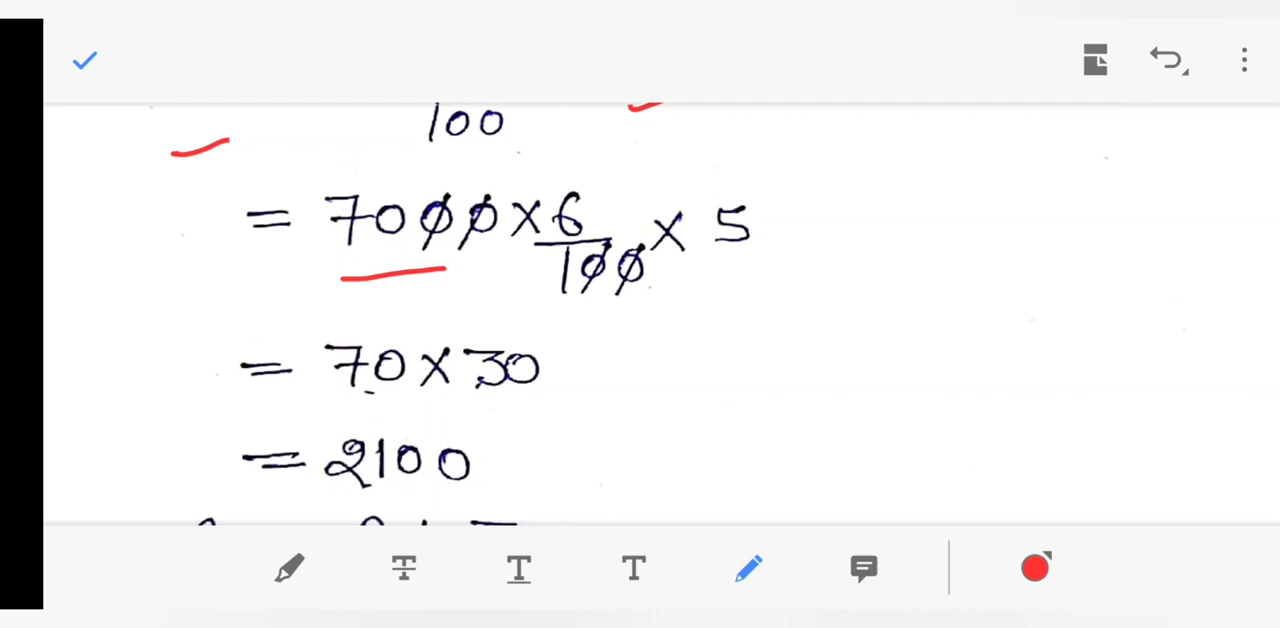 100
= 7000 × 6/100 × 5
= 70 × 30
= 2100